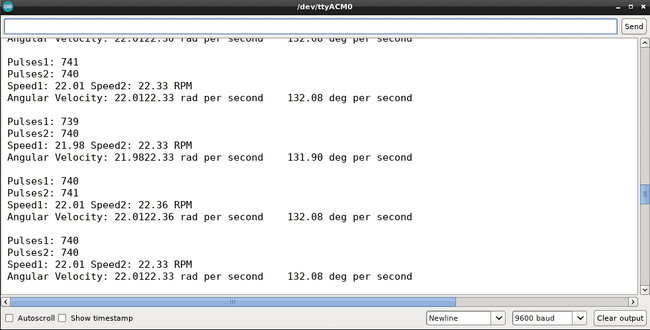 /dev/ttyACM0
Send
Angular Velocity: 22.0122.30 rad per second    132.08 deg per second
Pulses1: 741
Pulses2: 740
Speed1: 22.01 Speed2: 22.33 RPM
Angular Velocity: 22.0122.33 rad per second    132.08 deg per second
Pulses1: 739
Pulses2: 740
Speed1: 21.98 Speed2: 22.33 RPM
Angular Velocity: 21.9822.33 rad per second    131.90 deg per second
Pulses1: 740
Pulses2: 741
Speed1: 22.01 Speed2: 22.36 RPM
Angular Velocity: 22.0122.36 rad per second    132.08 deg per second
Pulses1: 740
Pulses2: 740
Speed1: 22.01 Speed2: 22.33 RPM
Angular Velocity: 22.0122.33 rad per second    132.08 deg per second
Autoscroll Show timestamp Newline 9600 baud Clear output